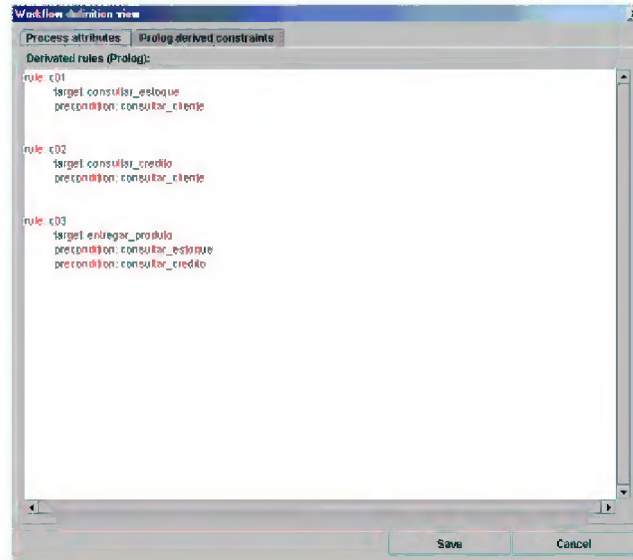 Workflow definition view
Process attributes Prolog derived constraints
Derivated rules (Prolog):
rule: c01
target: consultar_estoque
precondition: consultar_cliente
rule: c02
target: consultar_credito
precondition: consultar_cliente
rule: c03
target: entregar_produto
precondition: consultar_estoque
precondition: consultar_credito
Save Cancel